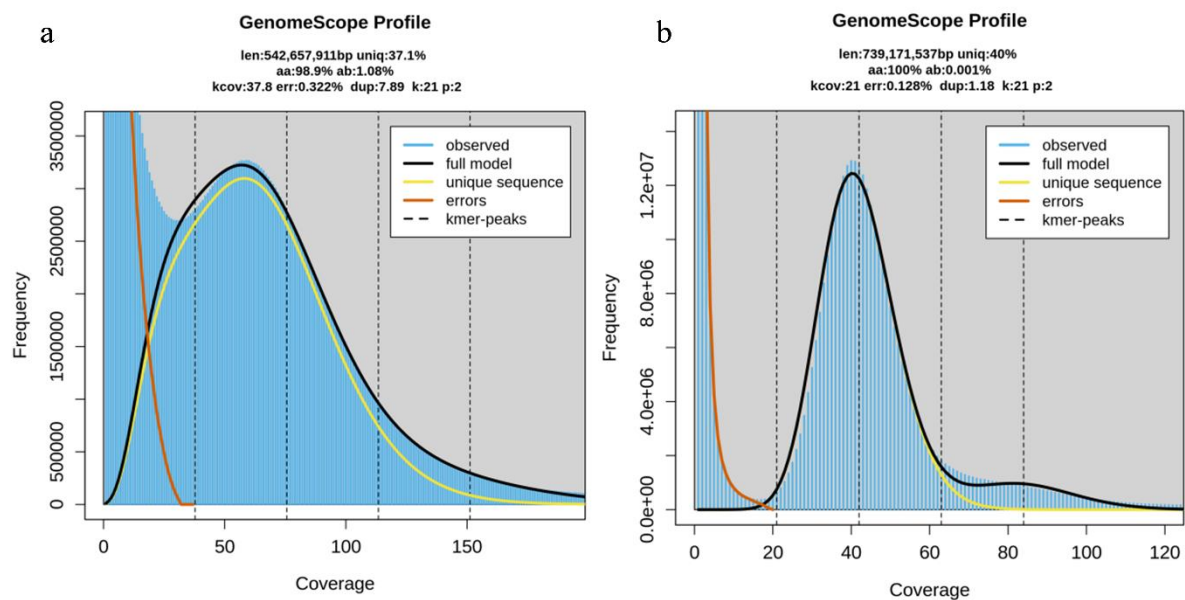 a
GenomeScope Profile
len:542,657,911bp uniq:37.1%
aa:98.9% ab:1.08%
kcov:37.8 err:0.322% dup:7.89 k:21 p:2
observed
full model
unique sequence
errors
kmer-peaks
Frequency
3500000
2500000
1500000
500000
0
0 50 100 150
Coverage
b
GenomeScope Profile
len:739,171,537bp uniq:40%
aa:100% ab:0.001%
kcov:21 err:0.128% dup:1.18 k:21 p:2
observed
full model
unique sequence
errors
kmer-peaks
Frequency
1.2e+07
8.0e+06
4.0e+06
0.0e+00
0 20 40 60 80 100 120
Coverage